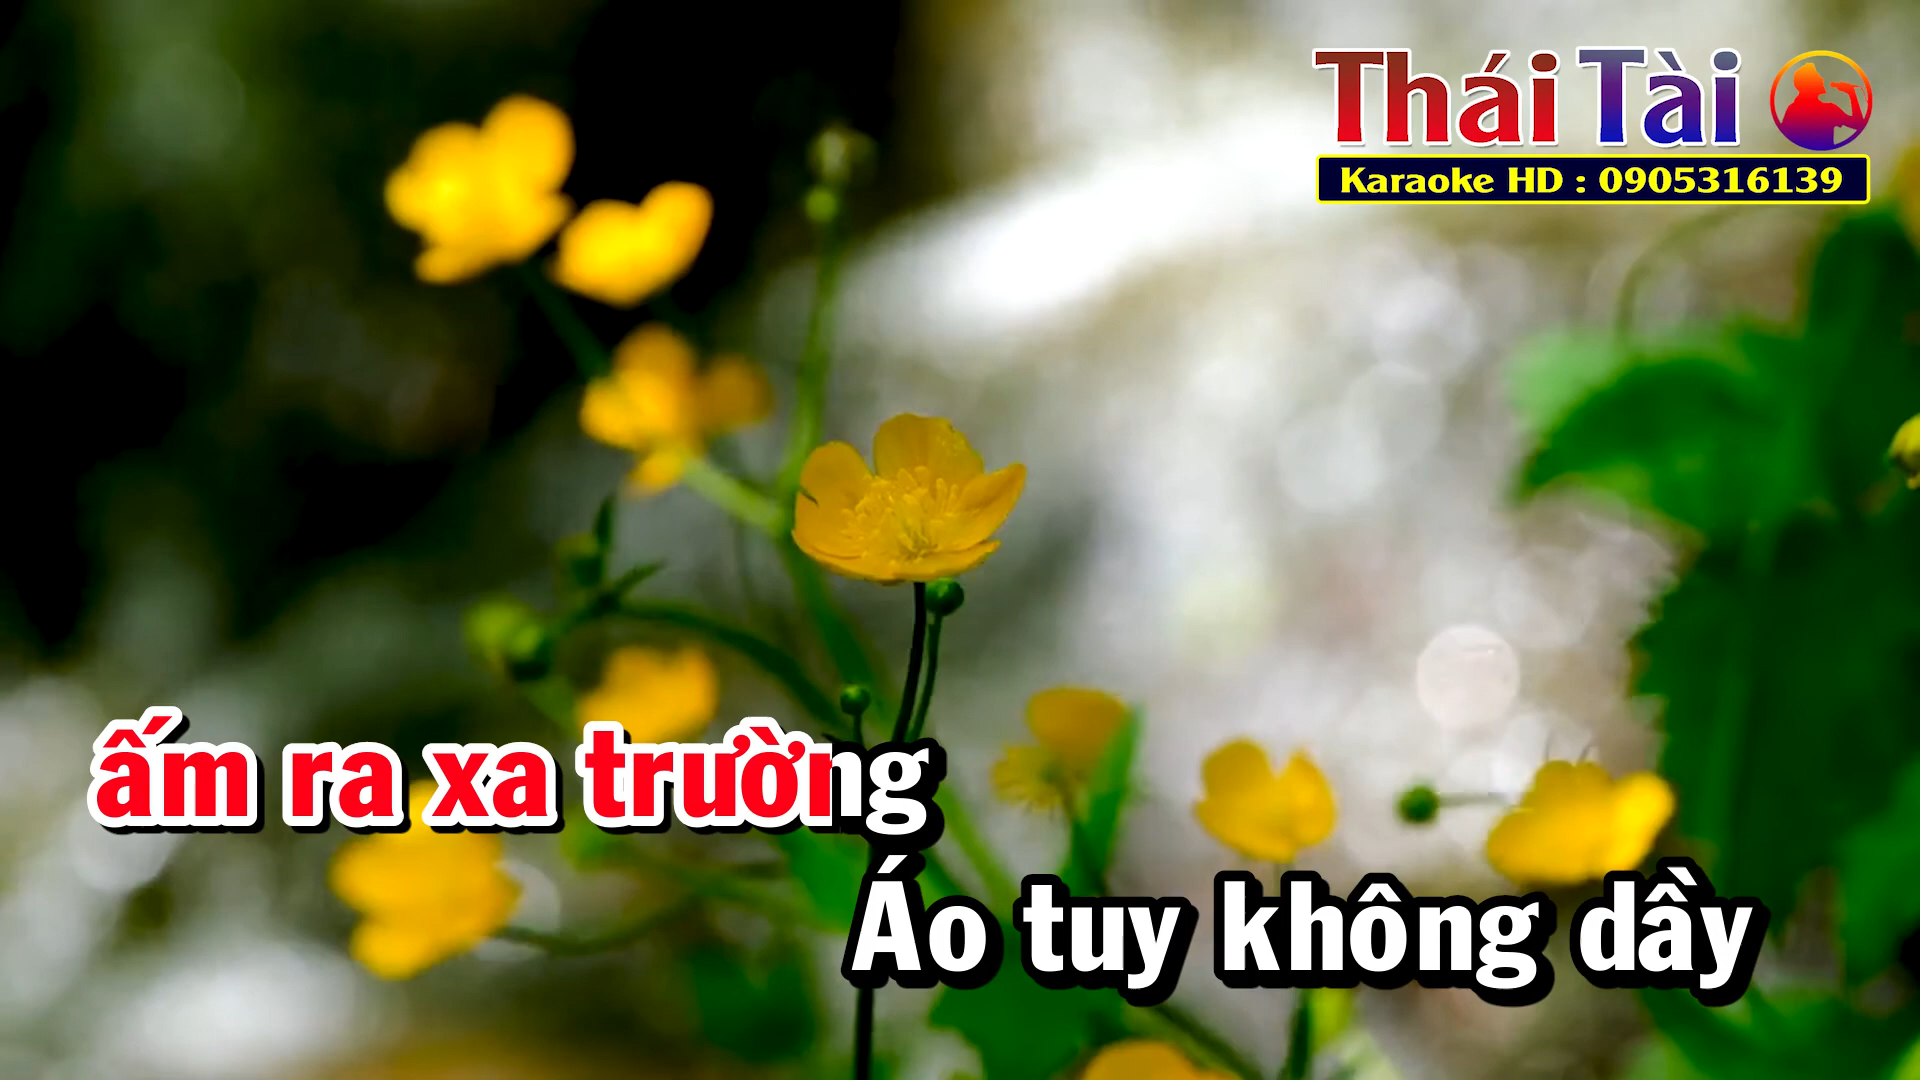 Thái Tài
Karaoke HD : 0905316139
ấm ra xa trường
Áo tuy không dầy